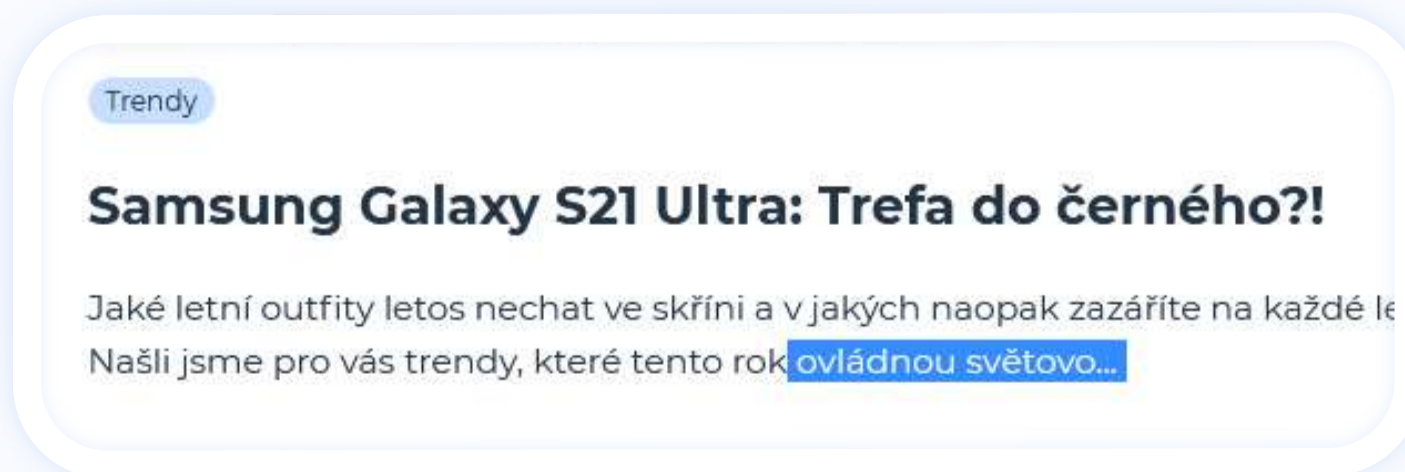 Trendy
Samsung Galaxy S21 Ultra: Trefa do černého?!
Jaké letní outfity letos nechat ve skříni a v jakých naopak zazáříte na každé
Našli jsme pro vás trendy, které tento rok ovládnou světovo...